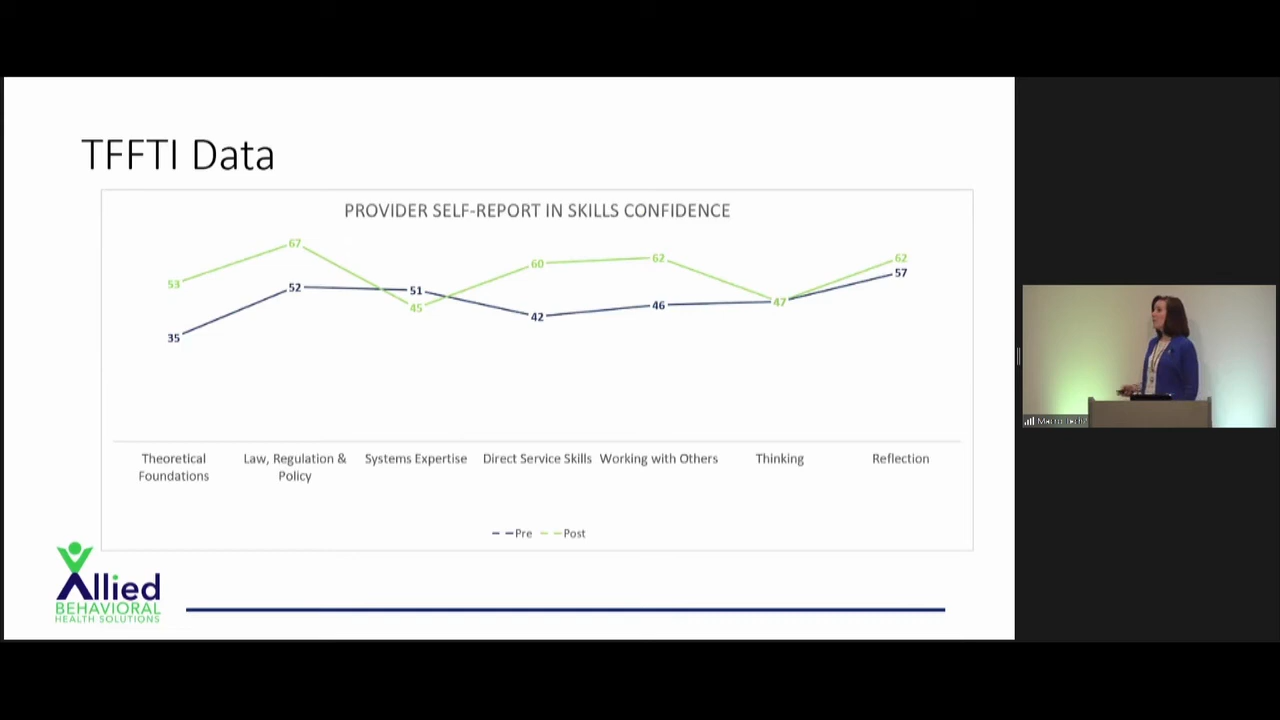 TFFTI Data
PROVIDER SELF-REPORT IN SKILLS CONFIDENCE
67
53
60
62
62
57
52
51
45
42
46
47
35
Theoretical Foundations
Law, Regulation & Policy
Systems Expertise
Direct Service Skills
Working with Others
Thinking
Reflection
Pre
Post
Allied
BEHAVIORAL
HEALTH SOLUTIONS